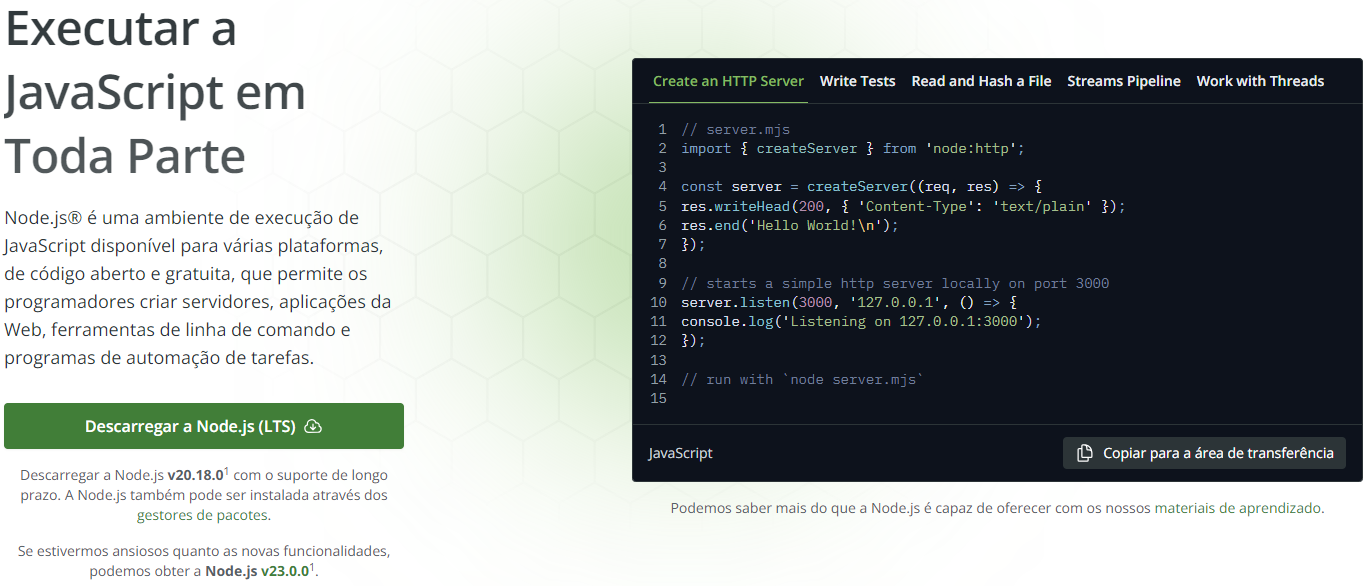 Executar a
JavaScript em
Toda Parte
Node.js® é uma ambiente de execução de
JavaScript disponível para várias plataformas,
de código aberto e gratuita, que permite os
programadores criar servidores, aplicações da
Web, ferramentas de linha de comando e
programas de automação de tarefas.
Descarregar a Node.js (LTS)
Descarregar a Node.js v20.18.0¹ com o suporte de longo
prazo. A Node.js também pode ser instalada através dos
gestores de pacotes.
Se estivermos ansiosos quanto as novas funcionalidades,
podemos obter a Node.js v23.0.0¹.
Create an HTTP Server Write Tests Read and Hash a File Streams Pipeline Work with Threads
1 // server.mjs
2 import { createServer } from 'node:http';
3
4 const server = createServer((req, res) => {
5 res.writeHead(200, { 'Content-Type': 'text/plain' });
6 res.end('Hello World!\n');
7 });
8
9 // starts a simple http server locally on port 3000
10 server.listen(3000, '127.0.0.1', () => {
11 console.log('Listening on 127.0.0.1:3000');
12 });
13
14 // run with `node server.mjs`
15
JavaScript Copiar para a área de transferência
Podemos saber mais do que a Node.js é capaz de oferecer com os nossos materiais de aprendizado.